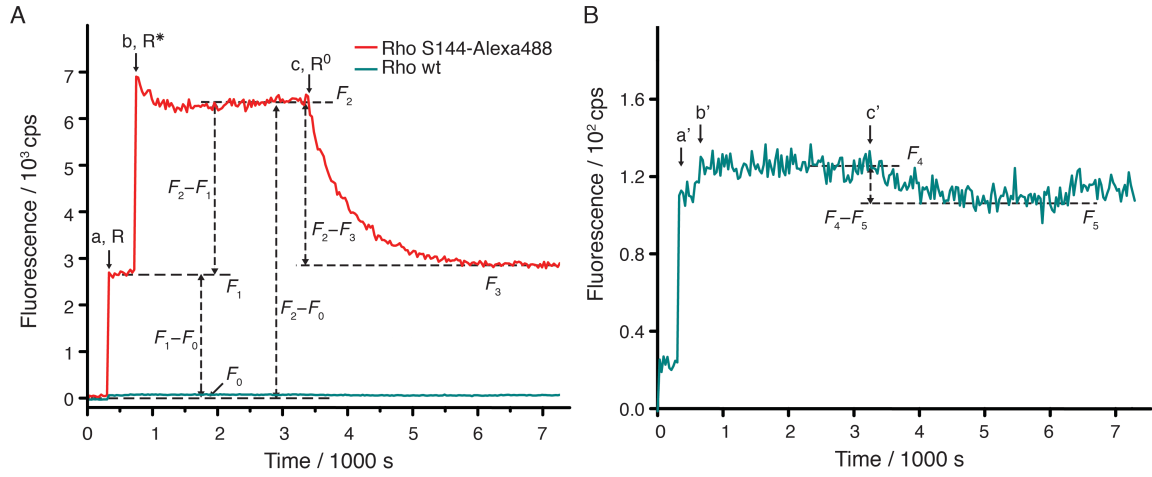 A
b, R*
c, R⁰
Rho S144-Alexa488
Rho wt
F₂
F₂–F₁
F₂–F₃
a, R
F₁
F₃
F₂–F₀
F₁–F₀
F₀
Fluorescence / 10³ cps
7
6
5
4
3
2
1
0
0 1 2 3 4 5 6 7
Time / 1000 s
B
a’
b’
c’
F₄
F₄–F₅
F₅
Fluorescence / 10² cps
1.6
1.2
0.8
0.4
0.0
0 1 2 3 4 5 6 7
Time / 1000 s